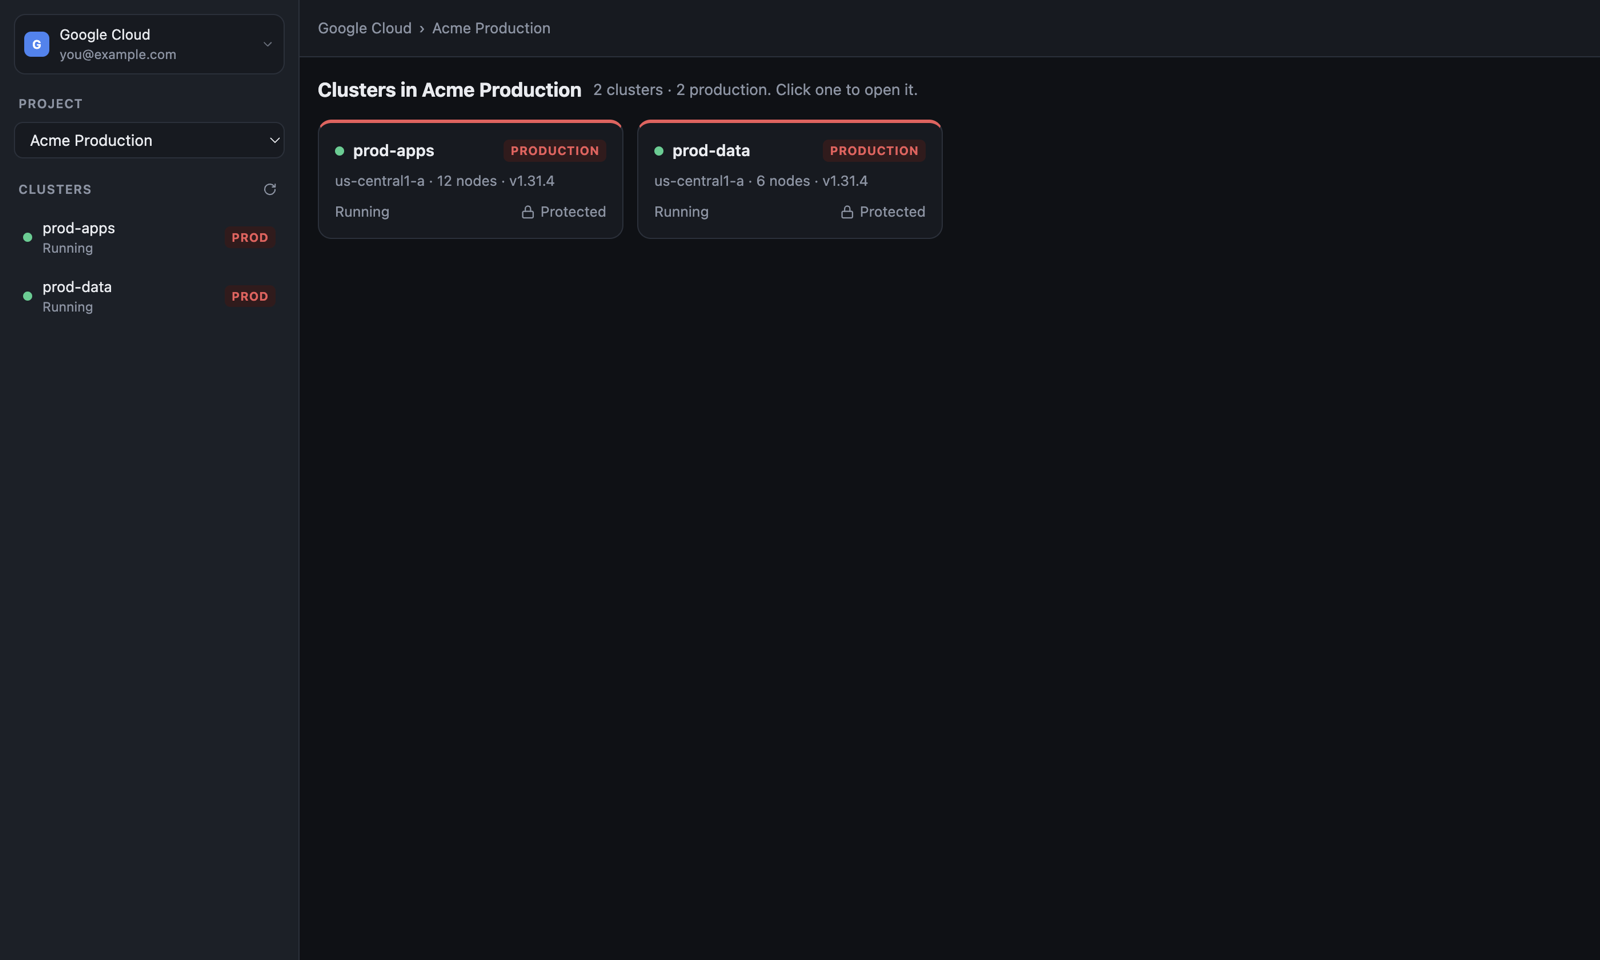 G
Google Cloud
you@example.com
PROJECT
Acme Production
CLUSTERS
prod-apps
Running
PROD
prod-data
Running
PROD
Google Cloud › Acme Production
Clusters in Acme Production 2 clusters · 2 production. Click one to open it.
prod-apps PRODUCTION
us-central1-a · 12 nodes · v1.31.4
Running Protected
prod-data PRODUCTION
us-central1-a · 6 nodes · v1.31.4
Running Protected